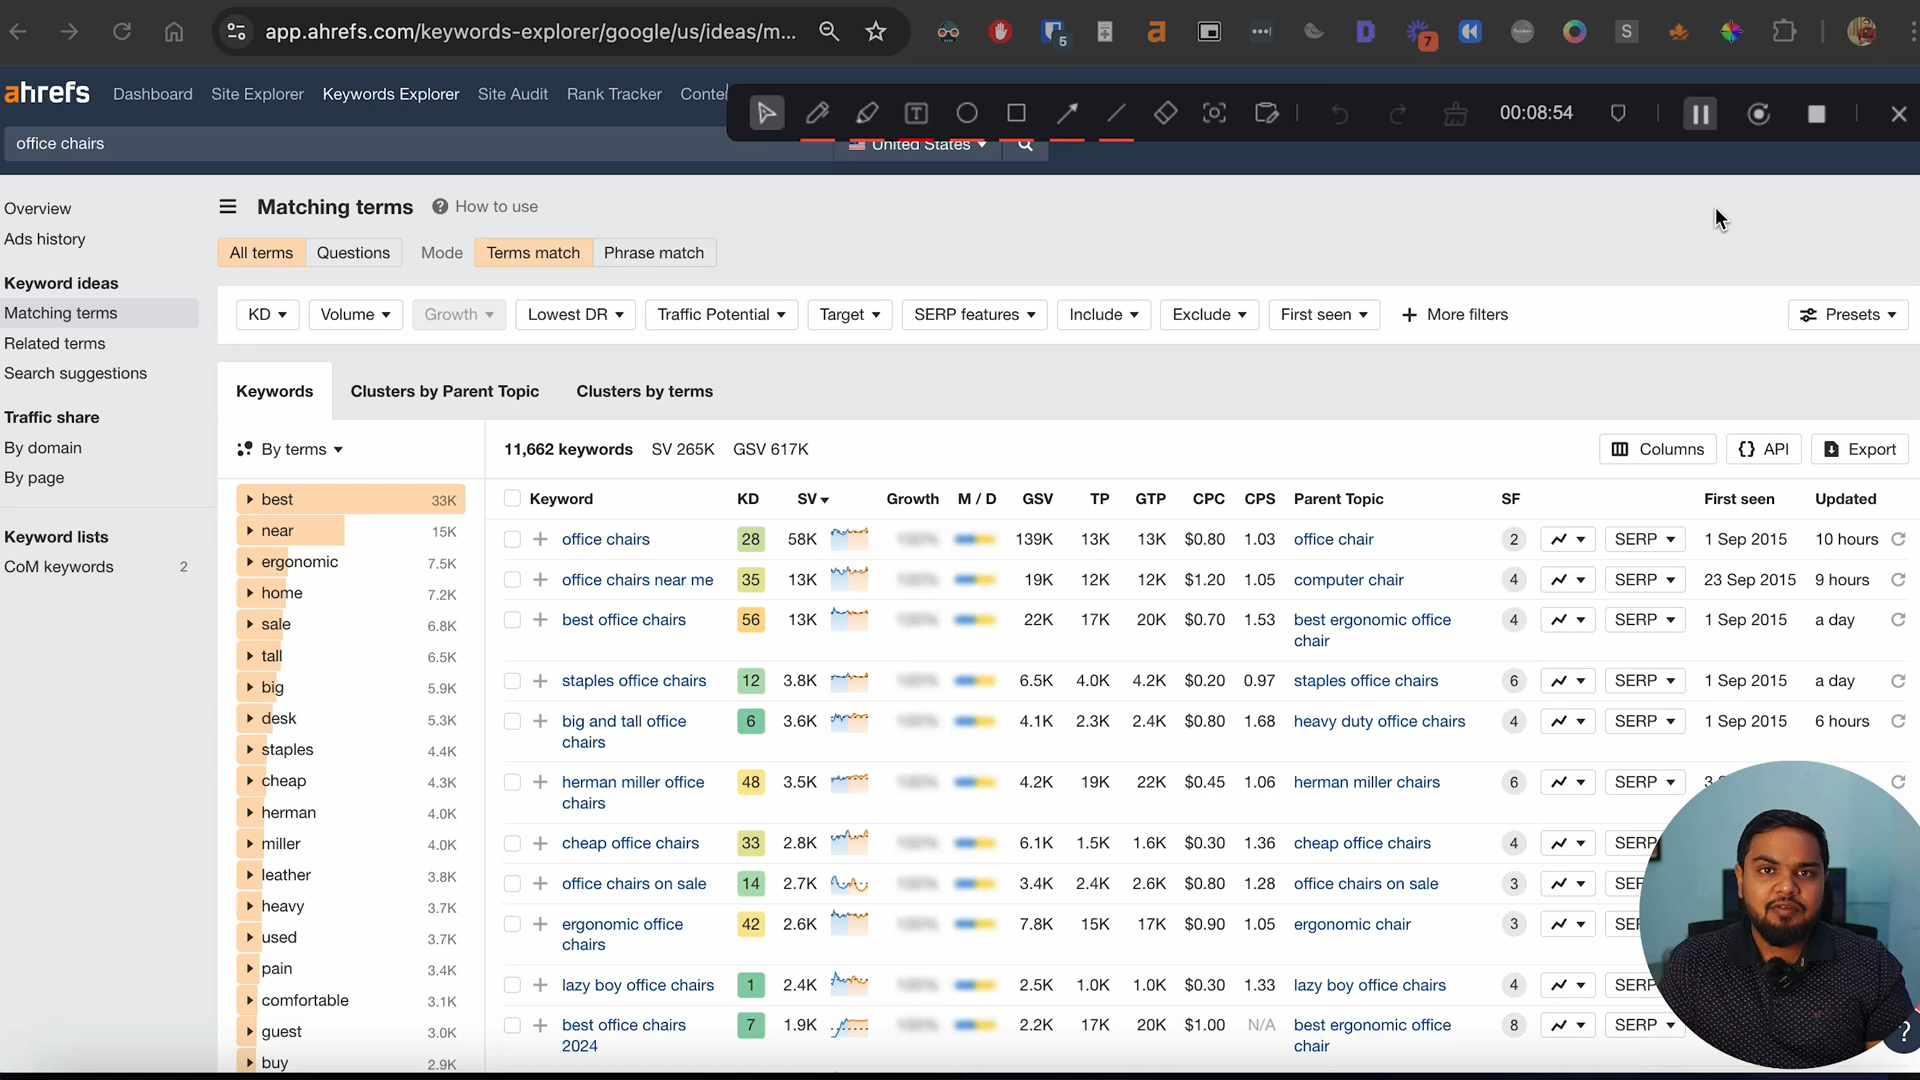 app.ahrefs.com/keywords-explorer/google/us/ideas/m...
5
7
S
ahrefs
Dashboard
Site Explorer
Keywords Explorer
Site Audit
Rank Tracker
00:08:54
office chairs
United States
Overview
Ads history
Keyword ideas
Matching terms
Related terms
Search suggestions
Traffic share
By domain
By page
Keyword lists
CoM keywords 2
Matching terms
How to use
All terms Questions Mode Terms match Phrase match
KD Volume Growth Lowest DR Traffic Potential Target SERP features Include Exclude First seen More filters Presets
Keywords Clusters by Parent Topic Clusters by terms
By terms
11,662 keywords SV 265K GSV 617K
Columns API Export
best 33K
near 15K
ergonomic 7.5K
home 7.2K
sale 6.8K
tall 6.5K
big 5.9K
desk 5.3K
staples 4.4K
cheap 4.3K
herman 4.0K
miller 4.0K
leather 3.8K
heavy 3.7K
used 3.7K
pain 3.4K
comfortable 3.1K
guest 3.0K
buy 2.9K
Keyword KD SV Growth M / D GSV TP GTP CPC CPS Parent Topic SF First seen Updated
office chairs 28 58K 139K 13K 13K $0.80 1.03 office chair 2 SERP 1 Sep 2015 10 hours
office chairs near me 35 13K 19K 12K 12K $1.20 1.05 computer chair 4 SERP 23 Sep 2015 9 hours
best office chairs 56 13K 22K 17K 20K $0.70 1.53 best ergonomic office
chair 4 SERP 1 Sep 2015 a day
staples office chairs 12 3.8K 6.5K 4.0K 4.2K $0.20 0.97 staples office chairs 6 SERP 1 Sep 2015 a day
big and tall office
chairs 6 3.6K 4.1K 2.3K 2.4K $0.80 1.68 heavy duty office chairs 4 SERP 1 Sep 2015 6 hours
herman miller office
chairs 48 3.5K 4.2K 19K 22K $0.45 1.06 herman miller chairs 6 SERP
cheap office chairs 33 2.8K 6.1K 1.5K 1.6K $0.30 1.36 cheap office chairs 4 SERP
office chairs on sale 14 2.7K 3.4K 2.4K 2.6K $0.80 1.28 office chairs on sale 3
ergonomic office
chairs 42 2.6K 7.8K 15K 17K $0.90 1.05 ergonomic chair 3
lazy boy office chairs 1 2.4K 2.5K 1.0K 1.0K $0.30 1.33 lazy boy office chairs 4 SERP
best office chairs
2024 7 1.9K 2.2K 17K 20K $1.00 N/A best ergonomic office
chair 8 SERP
?